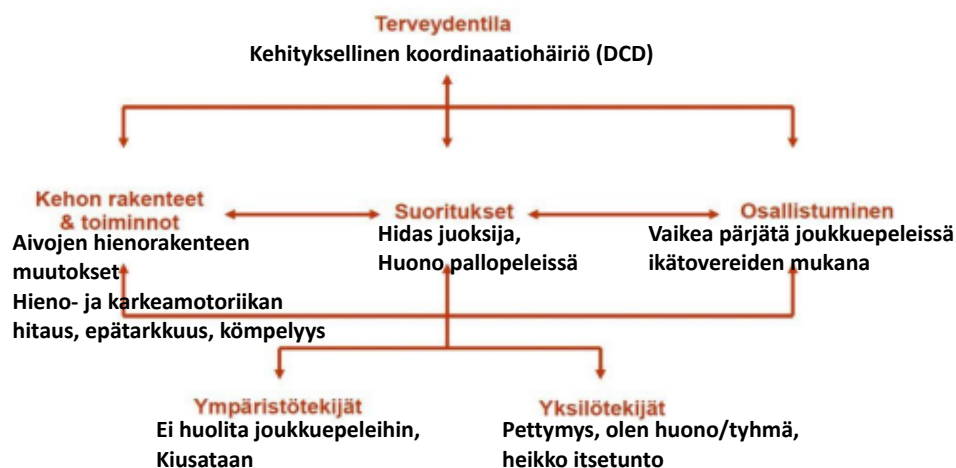 Terveydentila
Kehityksellinen koordinaatiohäiriö (DCD)
Kehon rakenteet
& toiminnot
Aivojen hienorakenteen
muutokset
Hieno- ja karkeamotoriikan
hitaus, epätarkkuus, kömpelyys
Suoritukset
Hidas juoksija,
Huono pallopeleissä
Osallistuminen
Vaikea pärjätä joukkuepeleissä
ikätovereiden mukana
Ympäristötekijät
Ei huolita joukkuepeleihin,
Kiusataan
Yksilötekijät
Pettymys, olen huono/tyhmä,
heikko itsetunto